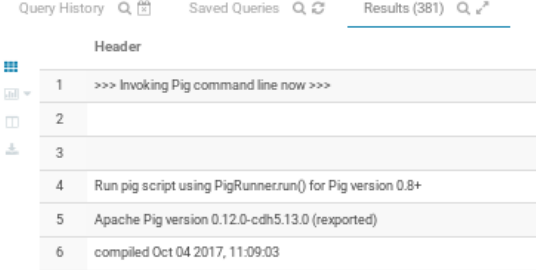 Query History Saved Queries Results (381)
Header
1 >>> Invoking Pig command line now >>>
2
3
4 Run pig script using PigRunner.run() for Pig version 0.8+
5 Apache Pig version 0.12.0-cdh5.13.0 (rexported)
6 compiled Oct 04 2017, 11:09:03